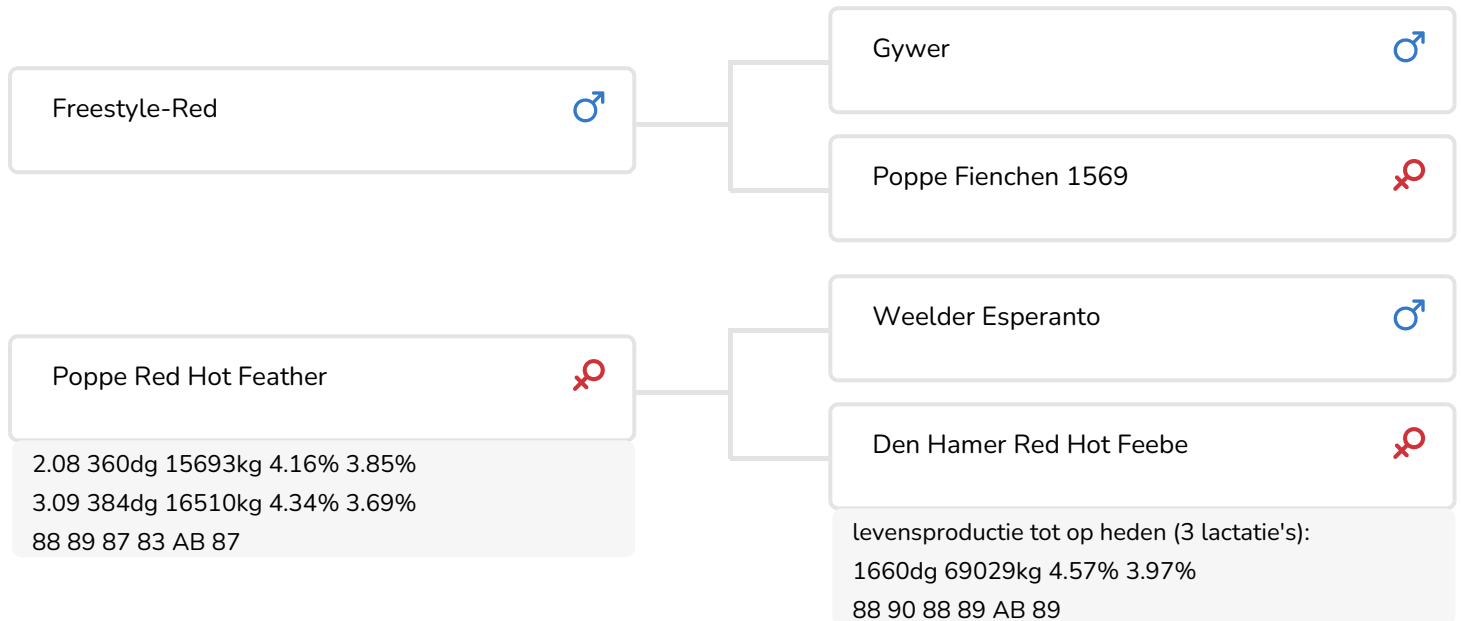 Freestyle-Red
Gywer
Poppe Fienchen 1569
Poppe Red Hot Feather
2.08 360dg 15693kg 4.16% 3.85%
3.09 384dg 16510kg 4.34% 3.69%
88 89 87 83 AB 87
Weelder Esperanto
Den Hamer Red Hot Feebe
levensproductie tot op heden (3 lactatie's):
1660dg 69029kg 4.57% 3.97%
88 90 88 89 AB 89